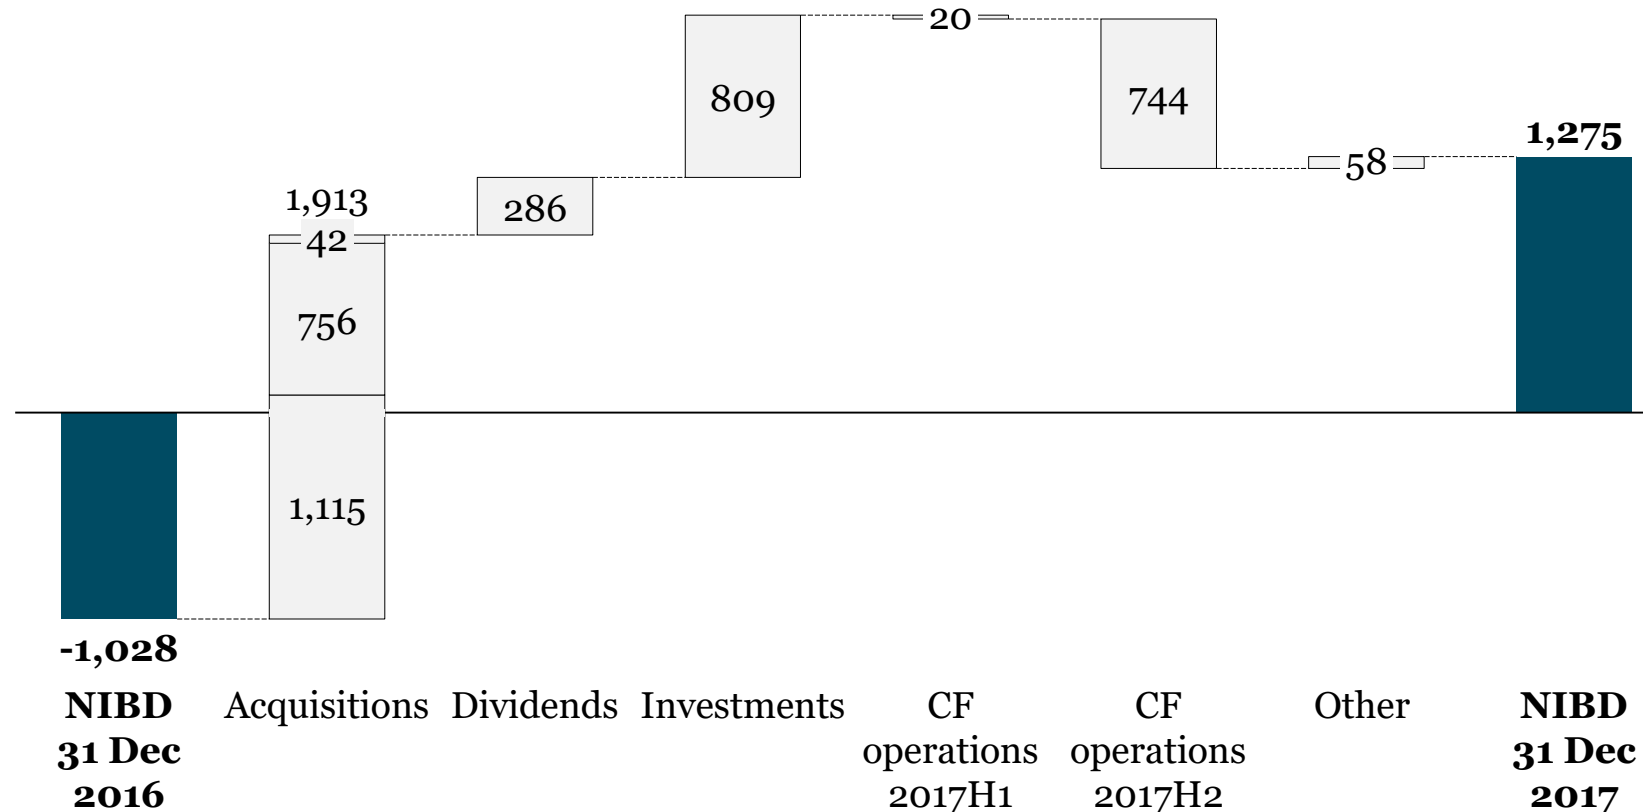 20
809
744
1,275
58
1,913
286
42
756
1,115
-1,028
NIBD
31 Dec
2016
Acquisitions
Dividends
Investments
CF
operations
2017H1
CF
operations
2017H2
Other
NIBD
31 Dec
2017